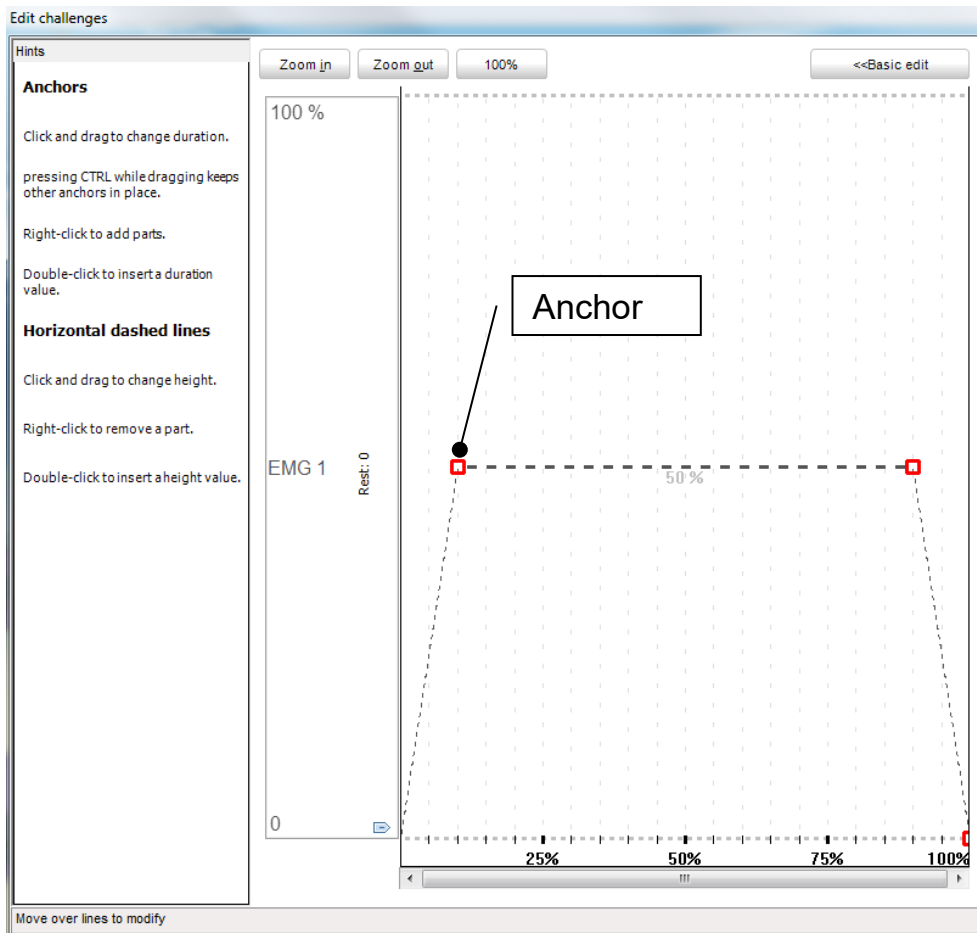 Edit challenges
Hints
Anchors
Click and drag to change duration.
pressing CTRL while dragging keeps
other anchors in place.
Right-click to add parts.
Double-click to insert a duration
value.
Horizontal dashed lines
Click and drag to change height.
Right-click to remove a part.
Double-click to insert a height value.
Zoom in
Zoom out
100%
<<Basic edit
100 %
Anchor
EMG 1
Rest: 0
50 %
0
25%
50%
75%
100%
Move over lines to modify